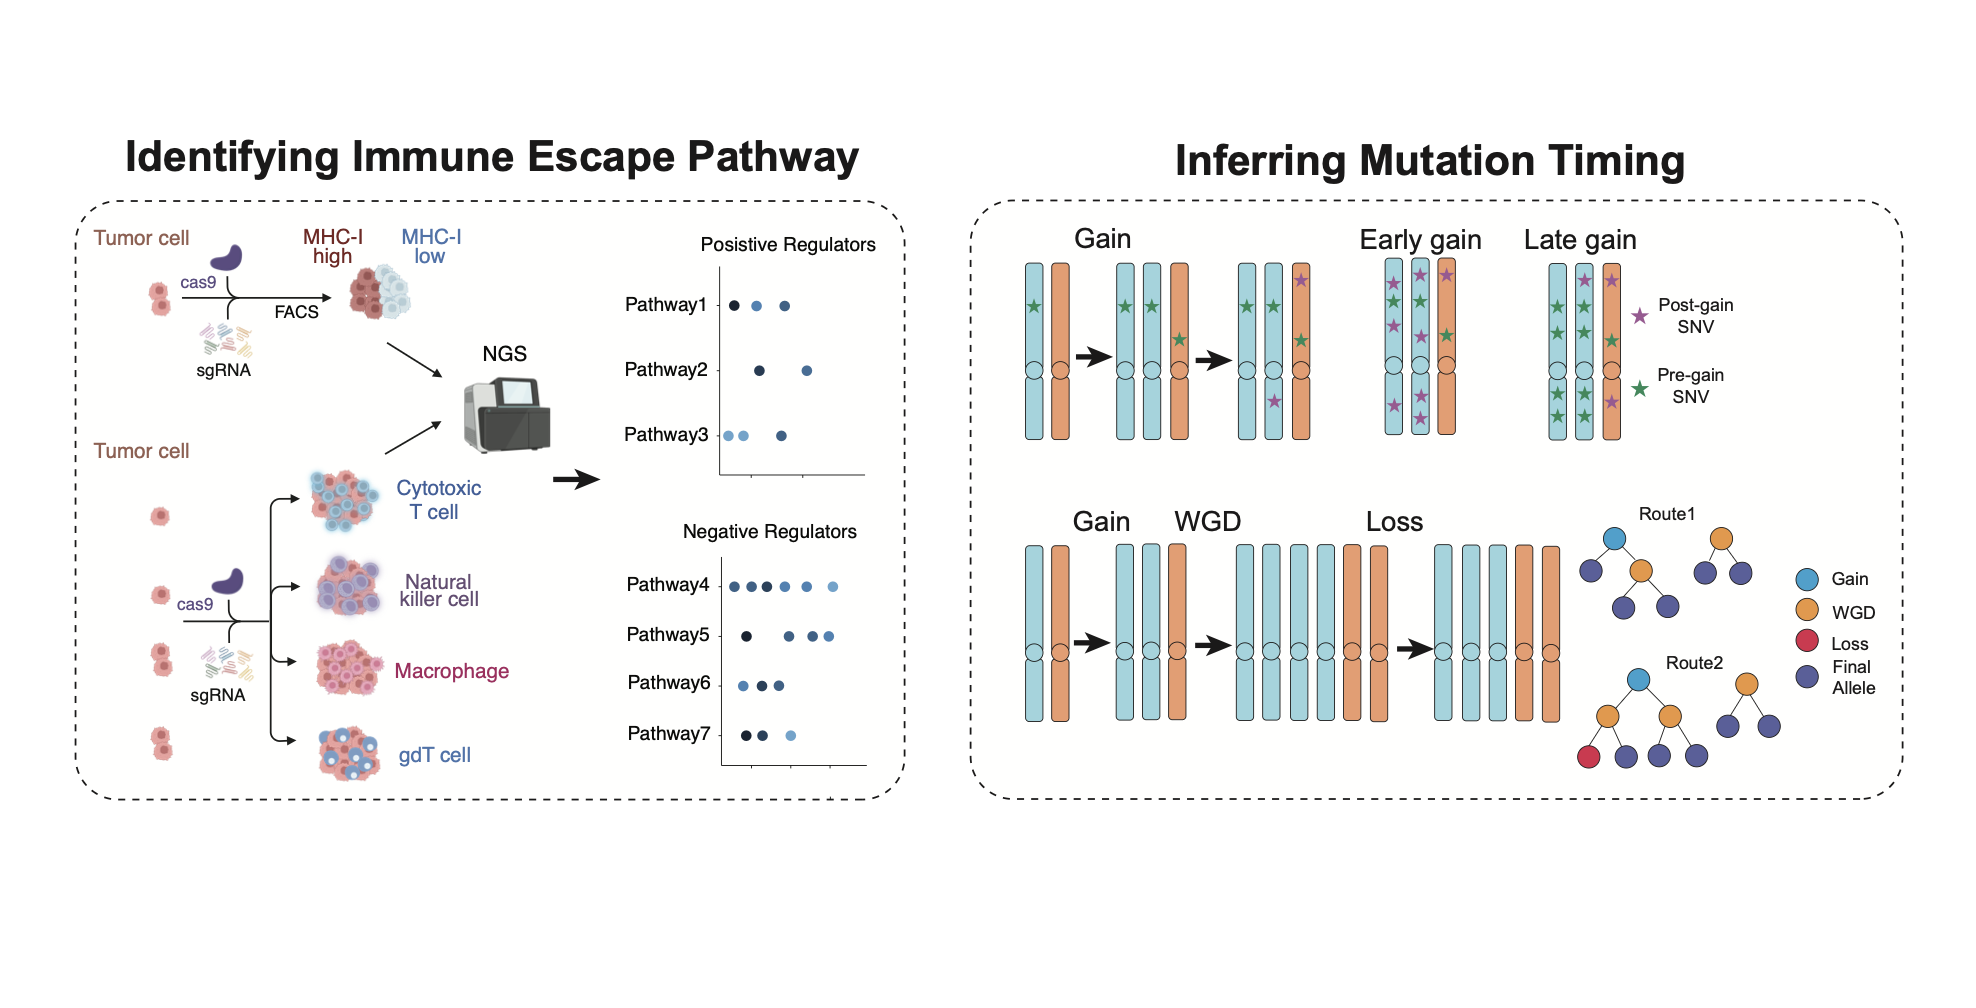 Identifying Immune Escape Pathway
Tumor cell
cas9
sgRNA
FACS
MHC-I
high
MHC-I
low
NGS
Tumor cell
cas9
sgRNA
Cytotoxic
T cell
Natural
killer cell
Macrophage
gdT cell
Posistive Regulators
Pathway1
Pathway2
Pathway3
Negative Regulators
Pathway4
Pathway5
Pathway6
Pathway7
Inferring Mutation Timing
Gain
Early gain
Late gain
Post-gain
SNV
Pre-gain
SNV
Gain
WGD
Loss
Route1
Route2
Gain
WGD
Loss
Final
Allele